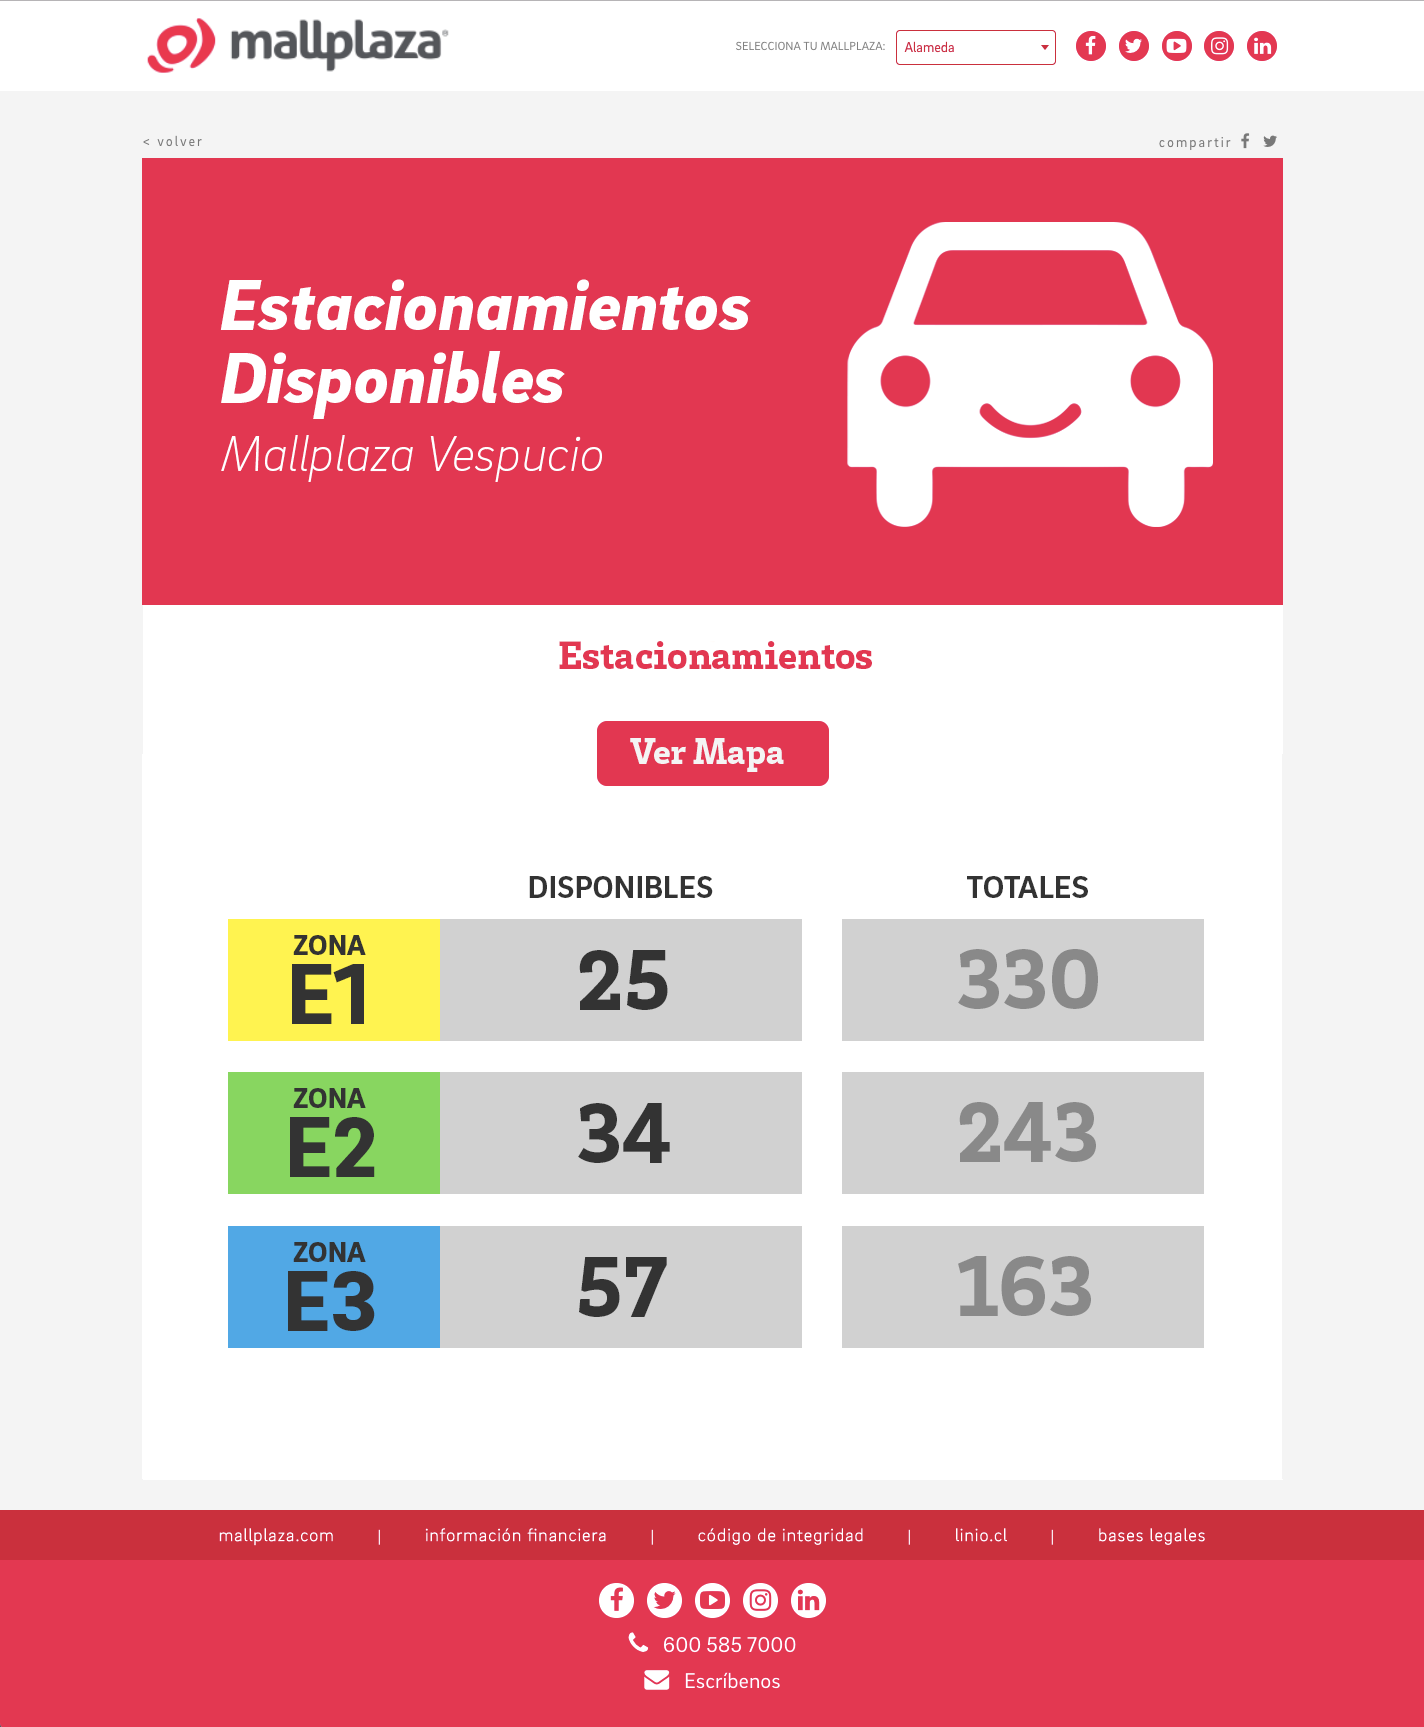 mallplaza®
SELECCIONA TU MALLPLAZA:
Alameda
< volver
compartir
Estacionamientos
Disponibles
Mallplaza Vespucio
Estacionamientos
Ver Mapa
DISPONIBLES TOTALES
ZONA
E1 25 330
ZONA
E2 34 243
ZONA
E3 57 163
mallplaza.com | información financiera | código de integridad | linio.cl | bases legales
600 585 7000
Escríbenos